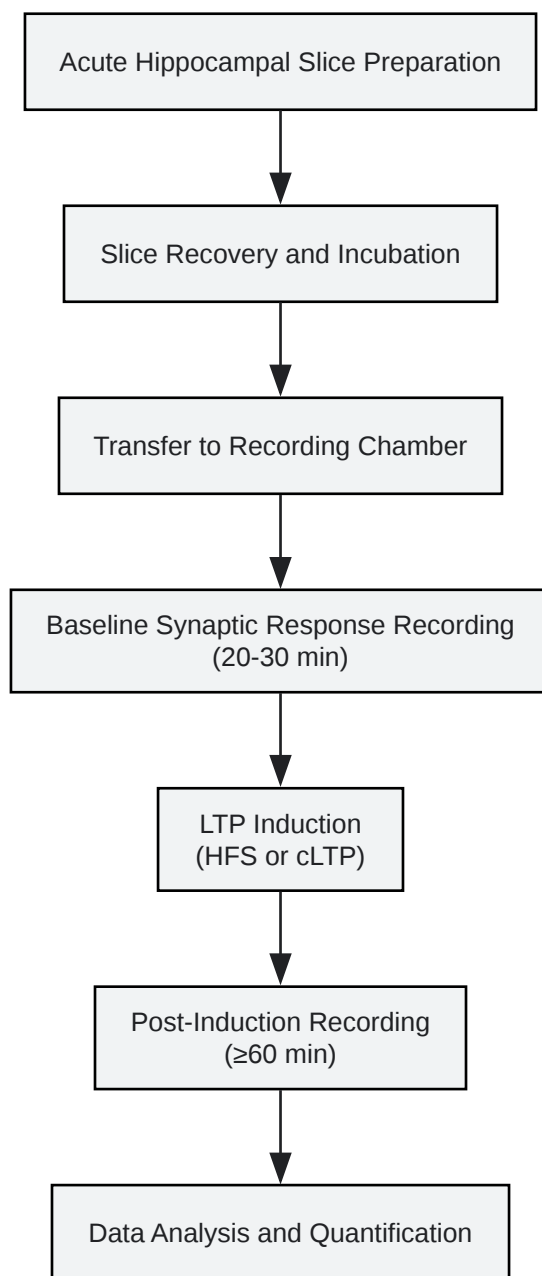 Acute Hippocampal Slice Preparation
Slice Recovery and Incubation
Transfer to Recording Chamber
Baseline Synaptic Response Recording
(20-30 min)
LTP Induction
(HFS or cLTP)
Post-Induction Recording
(≥60 min)
Data Analysis and Quantification